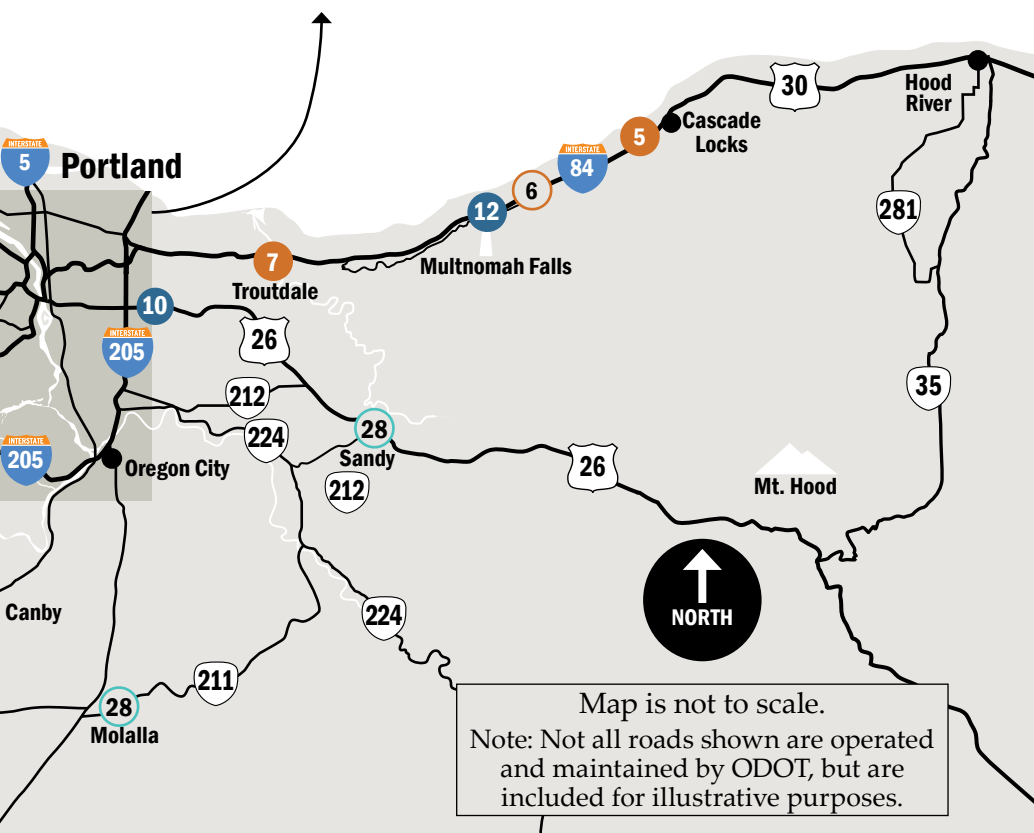 30
Hood
River
Cascade
Locks
5
INTERSTATE
84
6
12
Multnomah Falls
INTERSTATE
5
Portland
281
7
Troutdale
10
26
INTERSTATE
205
35
212
28
Sandy
224
INTERSTATE
205
Oregon City
212
26
Mt. Hood
NORTH
Canby
224
211
28
Molalla
Map is not to scale.
Note: Not all roads shown are operated
and maintained by ODOT, but are
included for illustrative purposes.